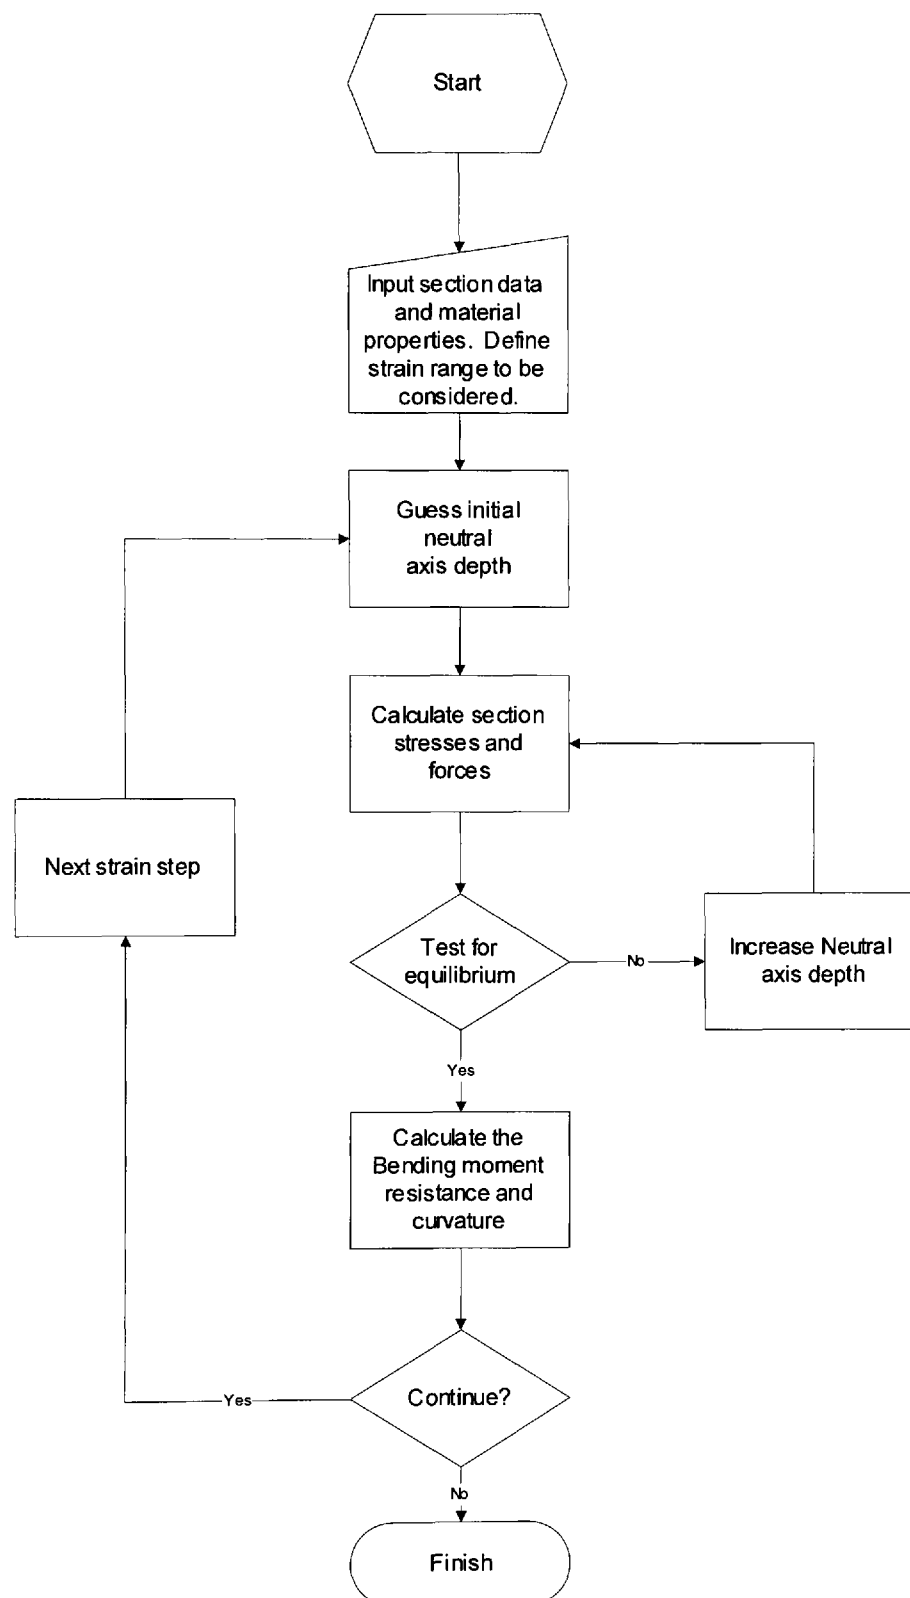 Start
Input section data
and material
properties.  Define
strain range to be
considered.
Guess initial
neutral
axis depth
Calculate section
stresses and
forces
Next strain step
Test for
equilibrium
No
Increase Neutral
axis depth
Yes
Calculate the
Bending moment
resistance and
curvature
Yes
Continue?
No
Finish